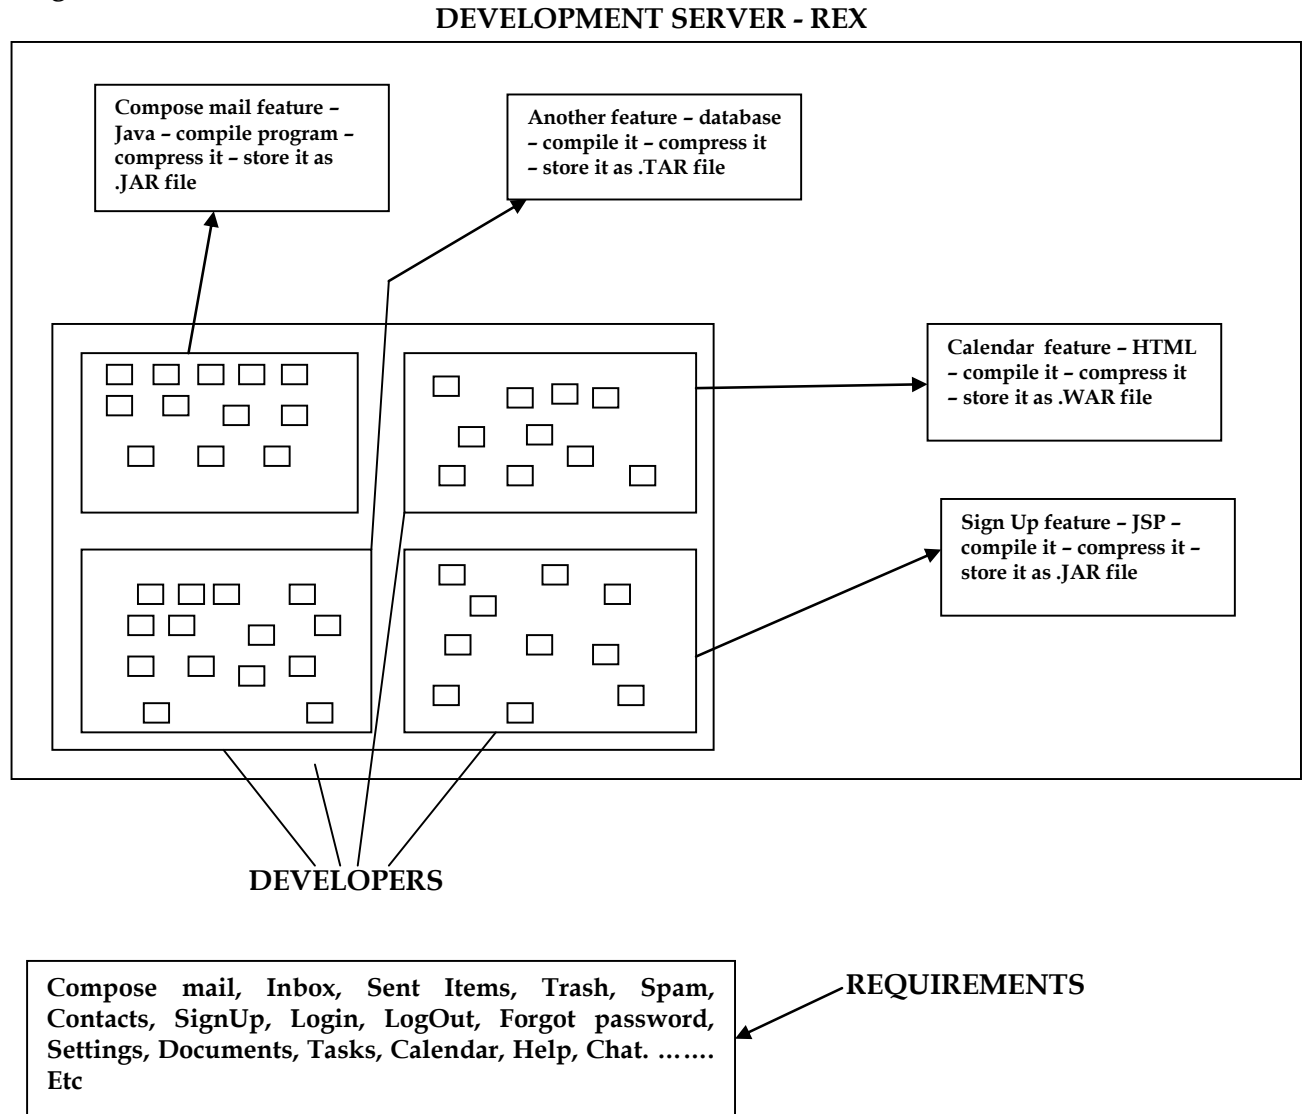 DEVELOPMENT SERVER - REX
Compose mail feature –
Java – compile program –
compress it – store it as
.JAR file
Another feature – database
– compile it – compress it
– store it as .TAR file
Calendar feature – HTML
– compile it – compress it
– store it as .WAR file
Sign Up feature – JSP –
compile it – compress it –
store it as .JAR file
DEVELOPERS
Compose mail, Inbox, Sent Items, Trash, Spam,
Contacts, SignUp, Login, LogOut, Forgot password,
Settings, Documents, Tasks, Calendar, Help, Chat. …….
Etc
REQUIREMENTS